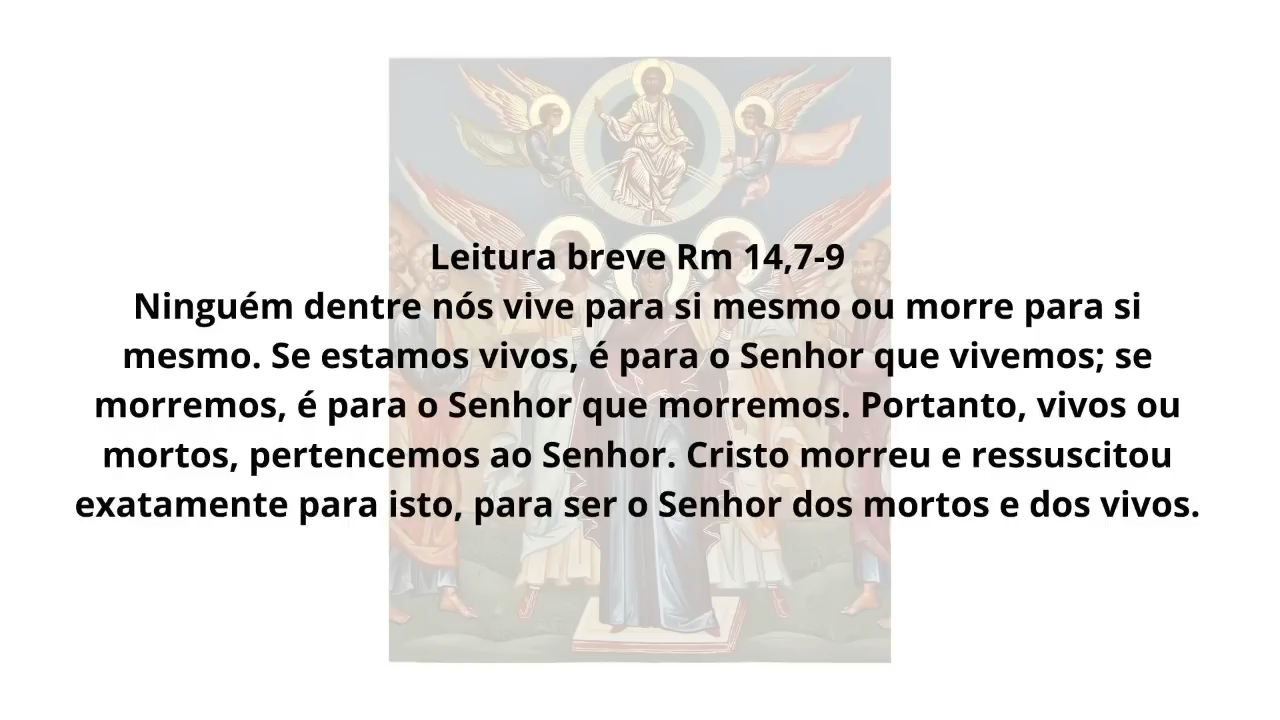 Leitura breve Rm 14,7-9
Ninguém dentre nós vive para si mesmo ou morre para si
mesmo. Se estamos vivos, é para o Senhor que vivemos; se
morremos, é para o Senhor que morremos. Portanto, vivos ou
mortos, pertencemos ao Senhor. Cristo morreu e ressuscitou
exatamente para isto, para ser o Senhor dos mortos e dos vivos.